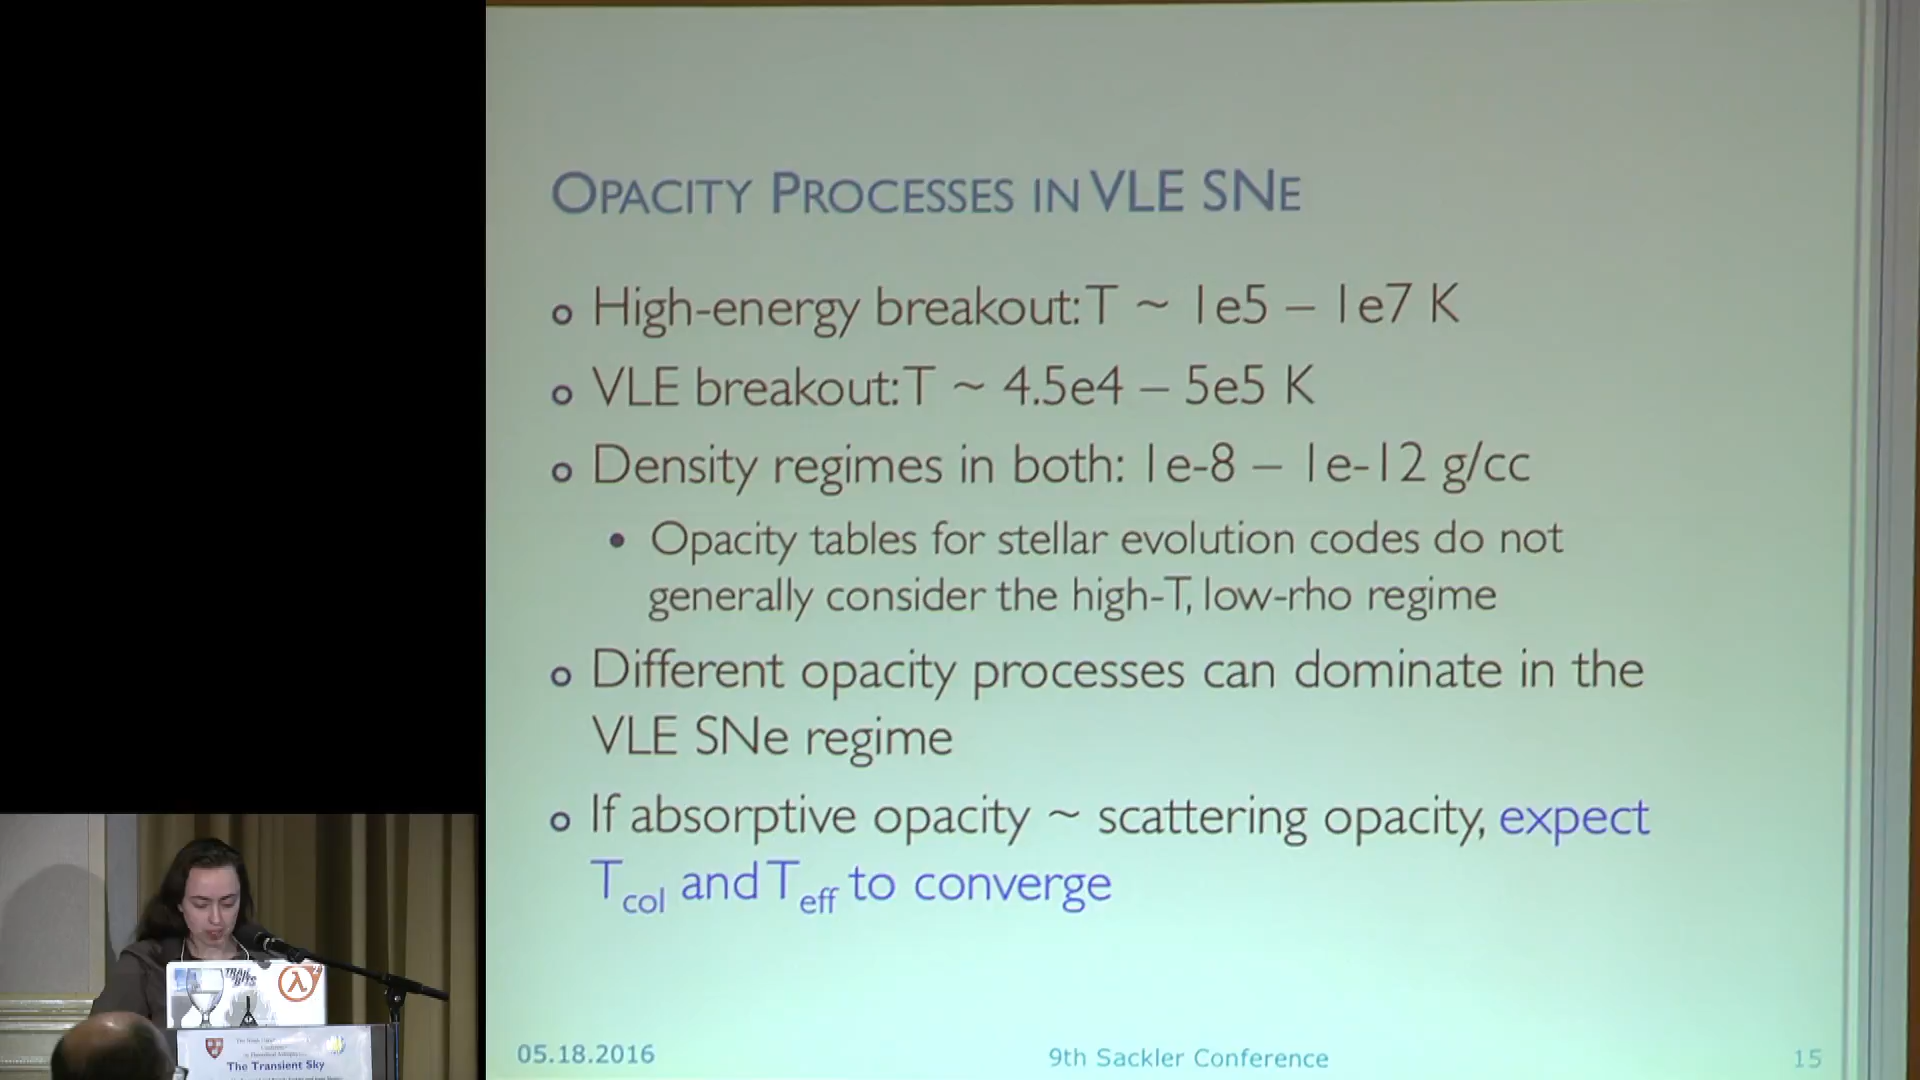 OPACITY PROCESSES IN VLE SNE
High-energy breakout: T ~ 1e5 – 1e7 K
VLE breakout: T ~ 4.5e4 – 5e5 K
Density regimes in both: 1e-8 – 1e-12 g/cc
Opacity tables for stellar evolution codes do not
generally consider the high-T, low-rho regime
Different opacity processes can dominate in the
VLE SNe regime
If absorptive opacity ~ scattering opacity, expect
Tcol and Teff to converge
05.18.2016
9th Sackler Conference
15
λ2
The Transient Sky